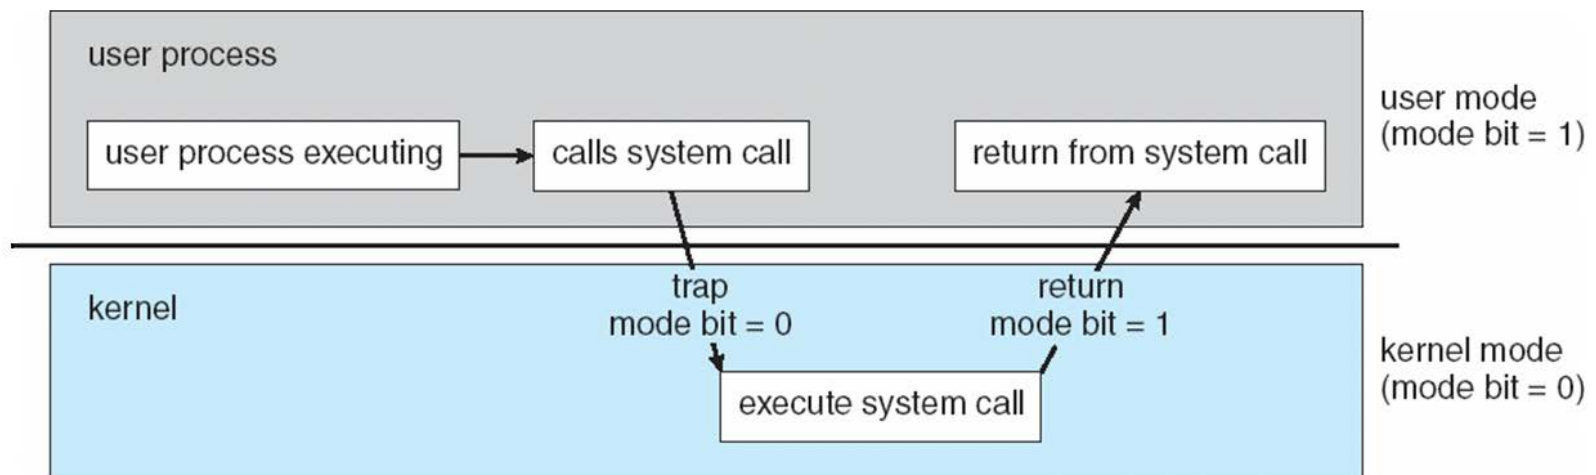 user process
user process executing
calls system call
return from system call
user mode
(mode bit = 1)
kernel
trap
mode bit = 0
return
mode bit = 1
execute system call
kernel mode
(mode bit = 0)